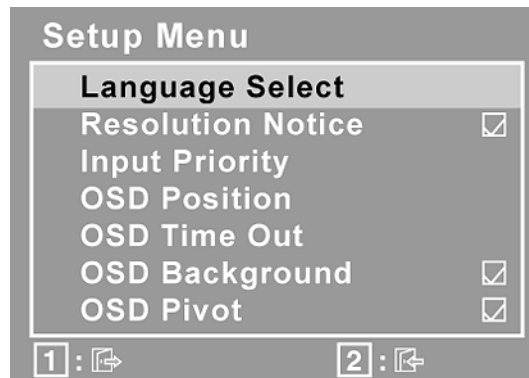 Setup Menu
Language Select
Resolution Notice
Input Priority
OSD Position
OSD Time Out
OSD Background
OSD Pivot
1 : 2 :